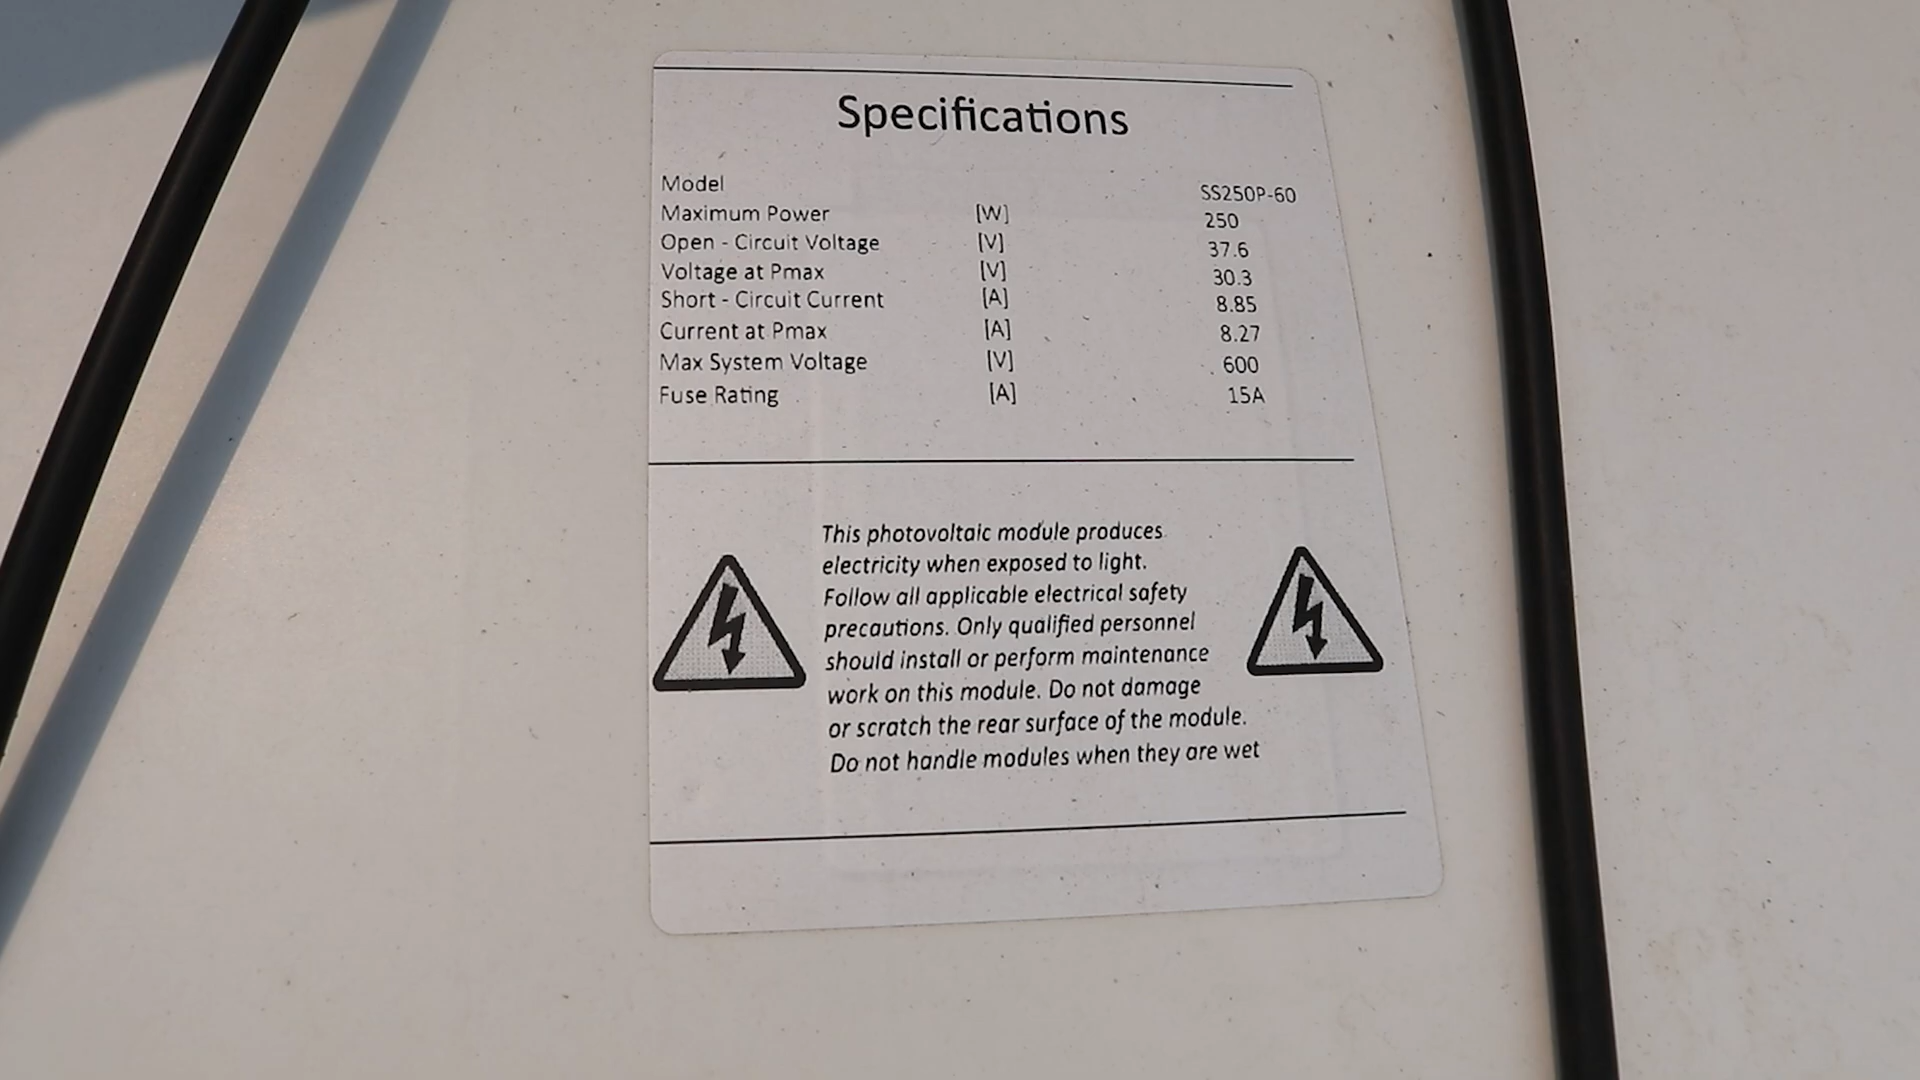 Specifications
Model SS250P-60
Maximum Power [W] 250
Open - Circuit Voltage [V] 37.6
Voltage at Pmax [V] 30.3
Short - Circuit Current [A] 8.85
Current at Pmax [A] 8.27
Max System Voltage [V] 600
Fuse Rating [A] 15A
This photovoltaic module produces
electricity when exposed to light.
Follow all applicable electrical safety
precautions. Only qualified personnel
should install or perform maintenance
work on this module. Do not damage
or scratch the rear surface of the module.
Do not handle modules when they are wet